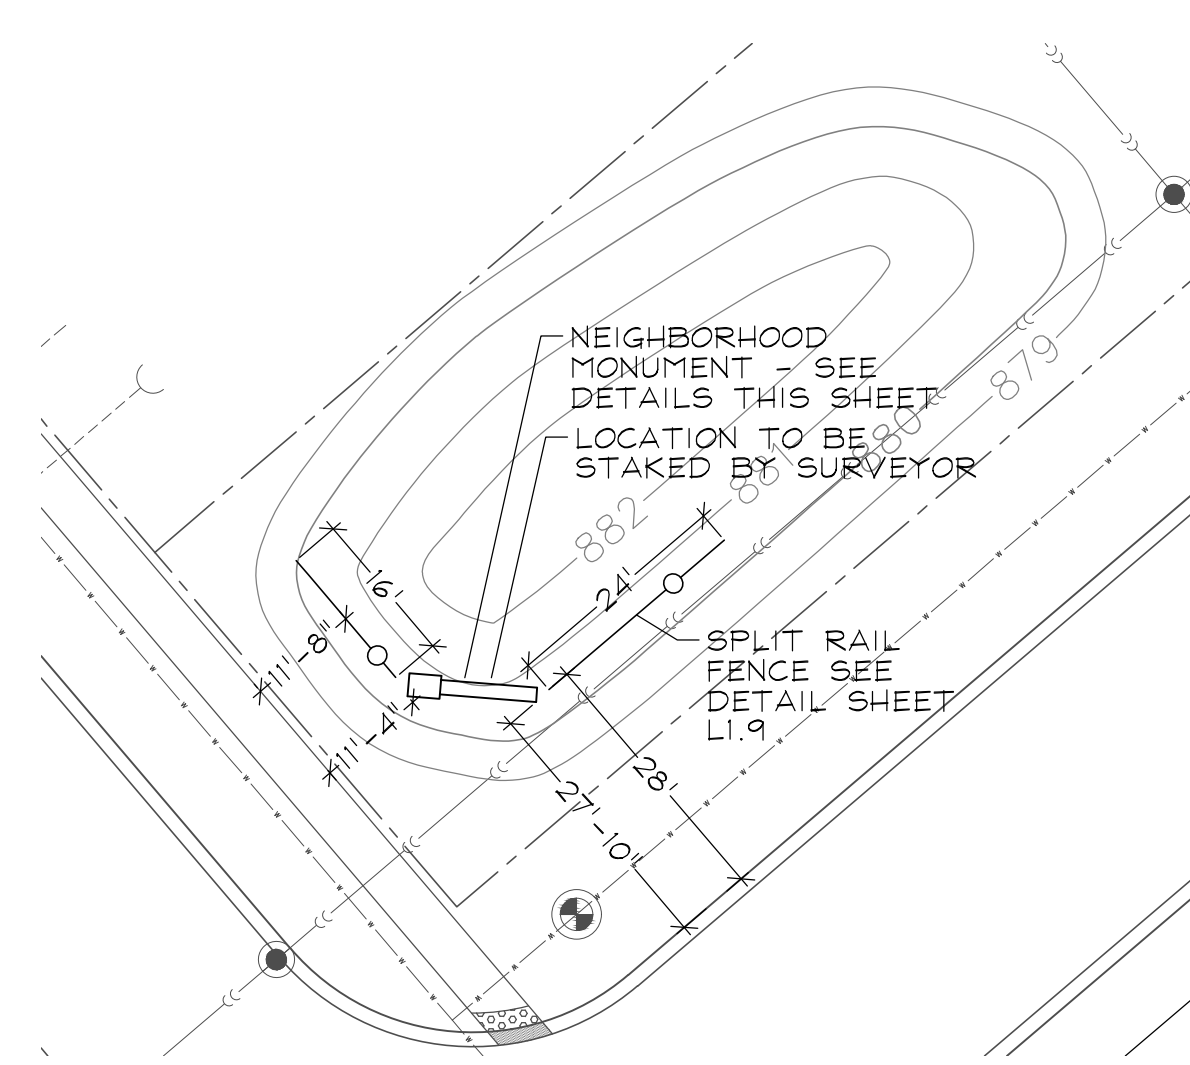 NEIGHBORHOOD
MONUMENT - SEE
DETAILS THIS SHEET
LOCATION TO BE
STAKED BY SURVEYOR
879
880
881
882
16'
24'
11'-8"
11'-4"
SPLIT RAIL
FENCE SEE
DETAIL SHEET
L1.9
28'
27'-10"